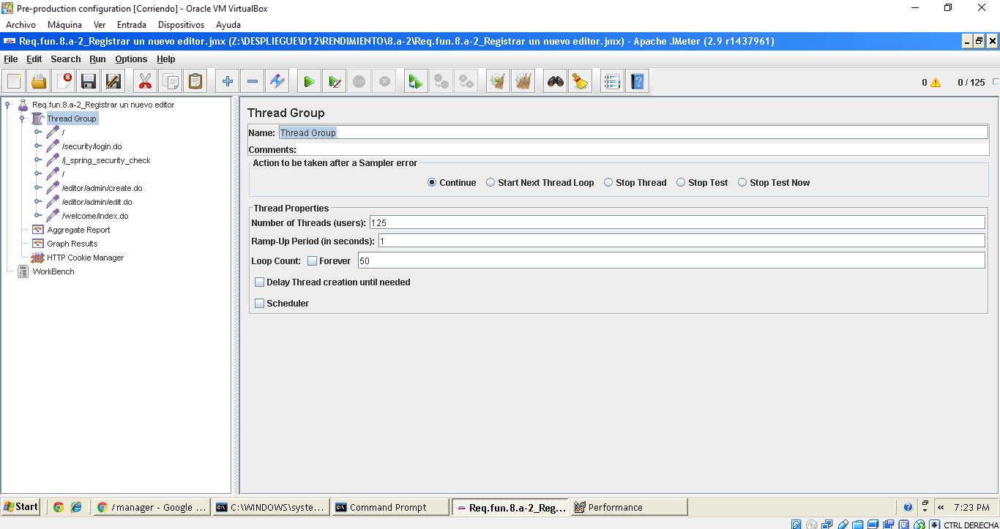 Pre-production configuration [Corriendo] - Oracle VM VirtualBox
Archivo Máquina Ver Entrada Dispositivos Ayuda
Req.fun.8.a-2_Registrar un nuevo editor.jmx (Z:\DESPLIEGUE\D12\RENDIMIENTO\8.a-2\Req.fun.8.a-2_Registrar un nuevo editor.jmx) - Apache JMeter (2.9 r1437961)
File Edit Search Run Options Help
0 0 / 125
Req.fun.8.a-2_Registrar un nuevo editor
Thread Group
/
/security/login.do
/j_spring_security_check
/
/editor/admin/create.do
/editor/admin/edit.do
/welcome/index.do
Aggregate Report
Graph Results
HTTP Cookie Manager
WorkBench
Thread Group
Name: Thread Group
Comments:
Action to be taken after a Sampler error
Continue Start Next Thread Loop Stop Thread Stop Test Stop Test Now
Thread Properties
Number of Threads (users): 125
Ramp-Up Period (in seconds): 1
Loop Count: Forever 50
Delay Thread creation until needed
Scheduler
Start /manager - Google ... C:\WINDOWS\syste... Command Prompt Req.fun.8.a-2_Reg... Performance « 7:23 PM
CTRL DERECHA